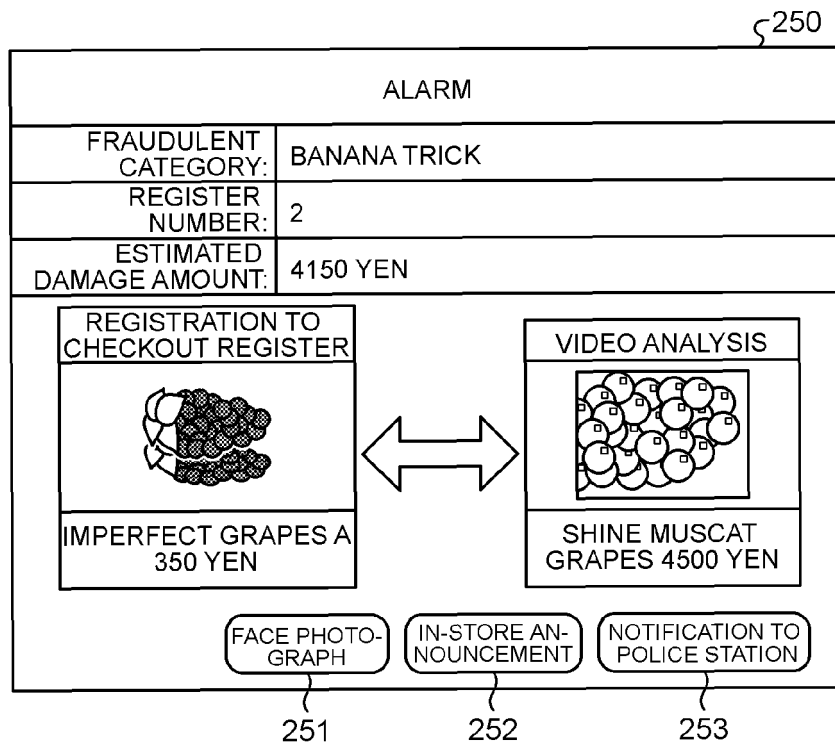 250
ALARM
FRAUDULENT
CATEGORY:
BANANA TRICK
REGISTER
NUMBER:
2
ESTIMATED
DAMAGE AMOUNT:
4150 YEN
REGISTRATION TO
CHECKOUT REGISTER
IMPERFECT GRAPES A
350 YEN
VIDEO ANALYSIS
SHINE MUSCAT
GRAPES 4500 YEN
FACE PHOTO-
GRAPH
IN-STORE AN-
NOUNCEMENT
NOTIFICATION TO
POLICE STATION
251
252
253